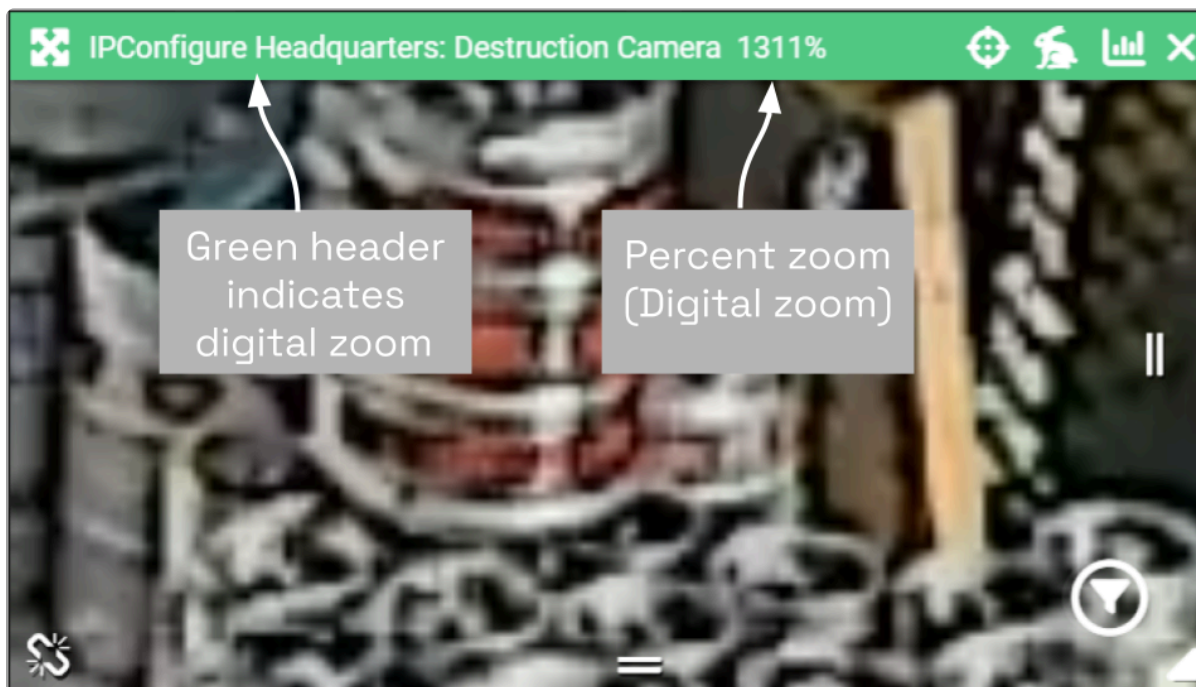 IPConfigure Headquarters: Destruction Camera 1311%
Green header
indicates
digital zoom
Percent zoom
(Digital zoom)